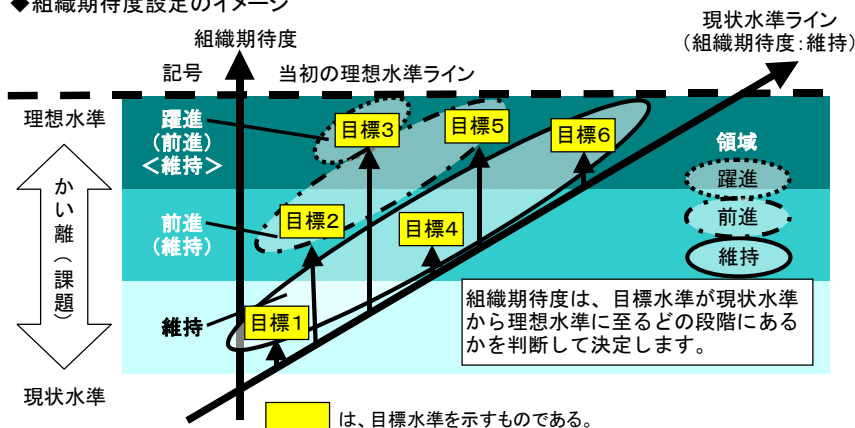 ◆組織期待度設定のイメージ
現状水準ライン
(組織期待度:維持)
組織期待度
記号
当初の理想水準ライン
理想水準
躍進
(前進)
<維持>
目標3
目標5
目標6
領域
躍進
前進
維持
かい離(課題)
前進
(維持)
目標2
目標4
維持
目標1
組織期待度は、目標水準が現状水準
から理想水準に至るどの段階にある
かを判断して決定します。
現状水準
は、目標水準を示すものである。